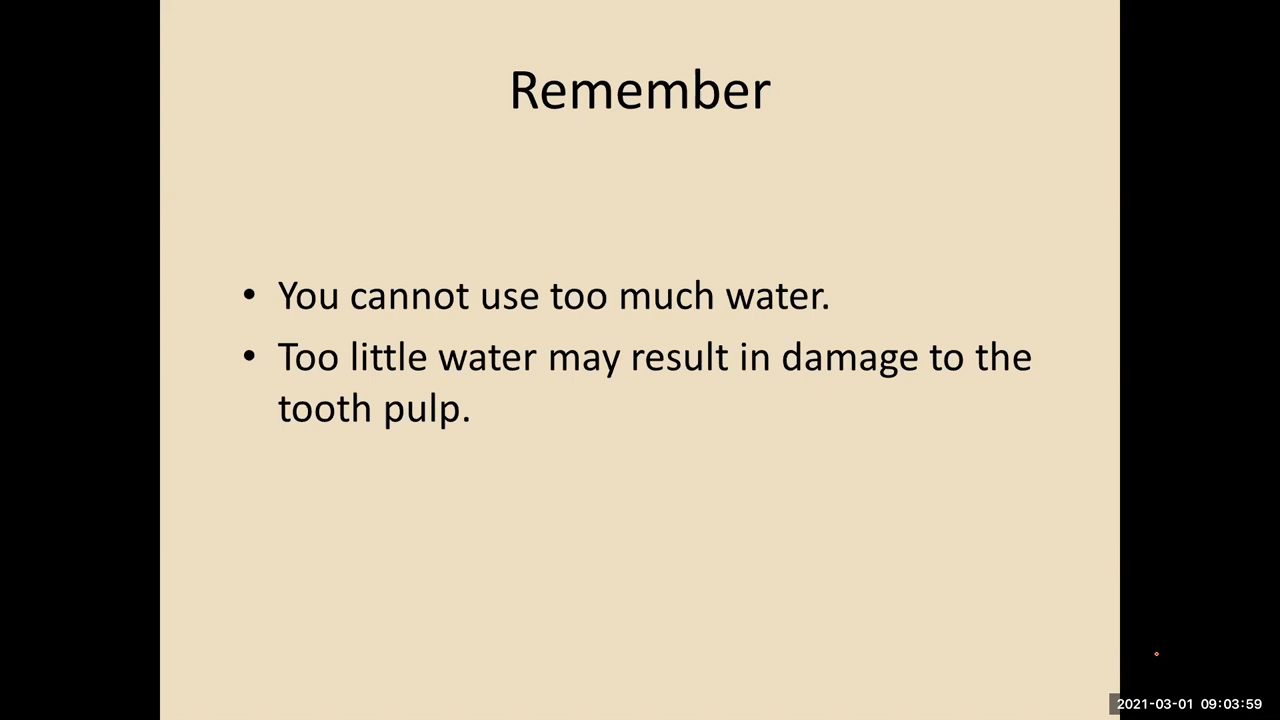 Remember
• You cannot use too much water.
• Too little water may result in damage to the
tooth pulp.
2021-03-01 09:03:59